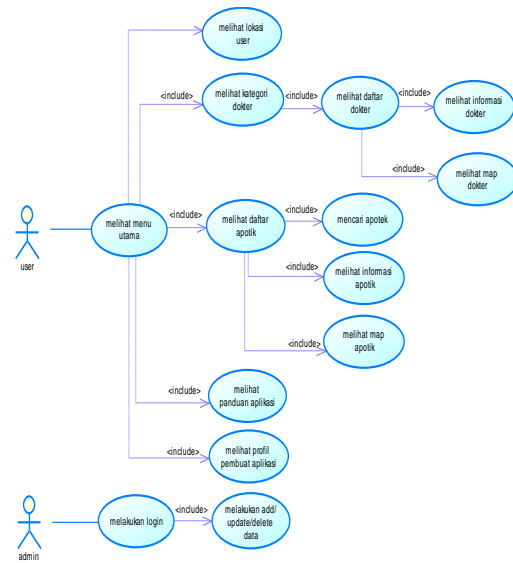 melihat lokasi
user
<include>
melihat kategori
dokter
<include>
melihat daftar
dokter
<include>
melihat informasi
dokter
melihat map
dokter
user
melihat menu
utama
<include>
melihat daftar
apotik
<include>
mencari apotek
<include>
melihat informasi
apotik
<include>
melihat map
apotik
<include>
melihat
panduan aplikasi
<include>
melihat profil
pembuat aplikasi
admin
melakukan login
<include>
melakukan add/
update/delete
data